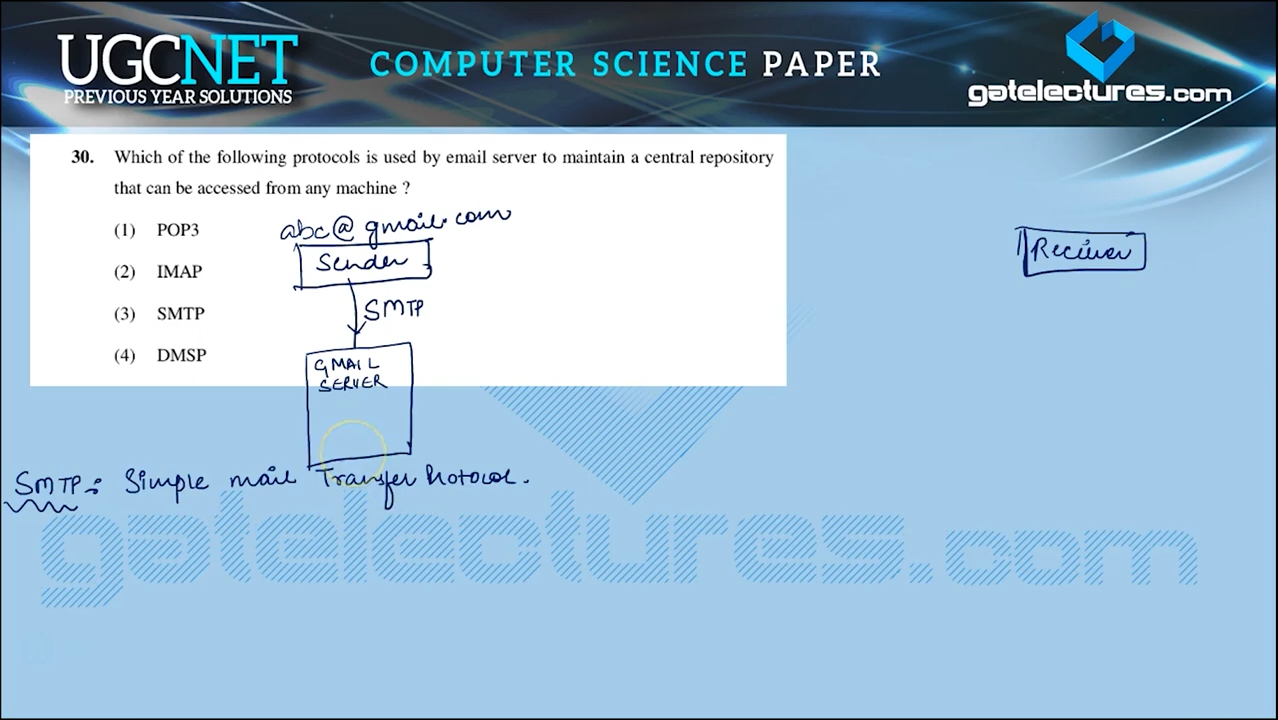 UGCNET
PREVIOUS YEAR SOLUTIONS
COMPUTER SCIENCE PAPER
gatelectures.com
30. Which of the following protocols is used by email server to maintain a central repository
that can be accessed from any machine ?
(1) POP3
(2) IMAP
(3) SMTP
(4) DMSP
abc@gmail.com
Sender
SMTP
GMAIL
SERVER
Reciever
SMTP: Simple mail Transfer Protocol.
gatelectures.com